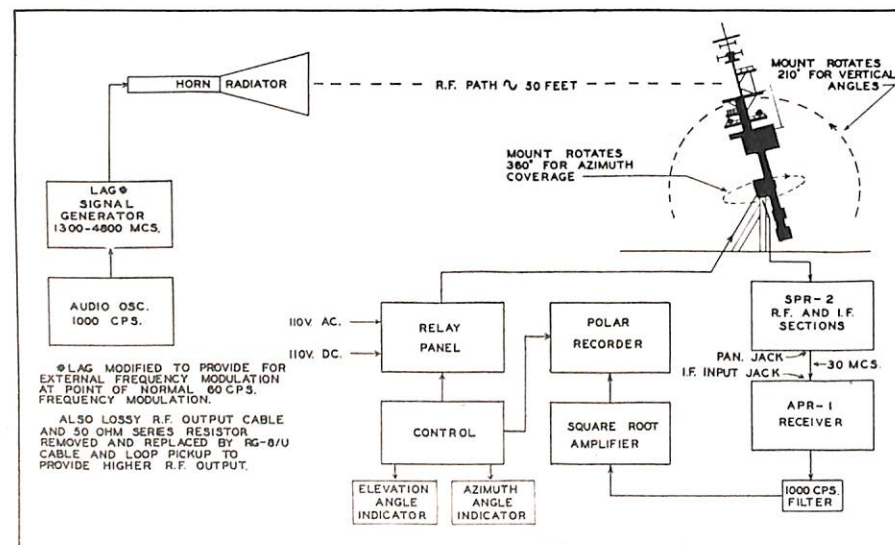 HORN RADIATOR
R.F. PATH ~ 50 FEET
MOUNT ROTATES
210° FOR VERTICAL
ANGLES
MOUNT ROTATES
360° FOR AZIMUTH
COVERAGE
LAG
SIGNAL
GENERATOR
1300-4800 MCS.
AUDIO OSC.
1000 CPS.
110V. AC.
110V. DC.
RELAY
PANEL
POLAR
RECORDER
SPR-2
R.F. AND I.F.
SECTIONS
PAN. JACK
I.F. INPUT JACK
30 MCS.
APR-1
RECEIVER
CONTROL
SQUARE ROOT
AMPLIFIER
ELEVATION
ANGLE
INDICATOR
AZIMUTH
ANGLE
INDICATOR
1000 CPS.
FILTER
LAG MODIFIED TO PROVIDE FOR
EXTERNAL FREQUENCY MODULATION
AT POINT OF NORMAL 60 CPS.
FREQUENCY MODULATION.
ALSO LOSSY R.F. OUTPUT CABLE
AND 50 OHM SERIES RESISTOR
REMOVED AND REPLACED BY RG-8/U
CABLE AND LOOP PICKUP TO
PROVIDE HIGHER R.F. OUTPUT.